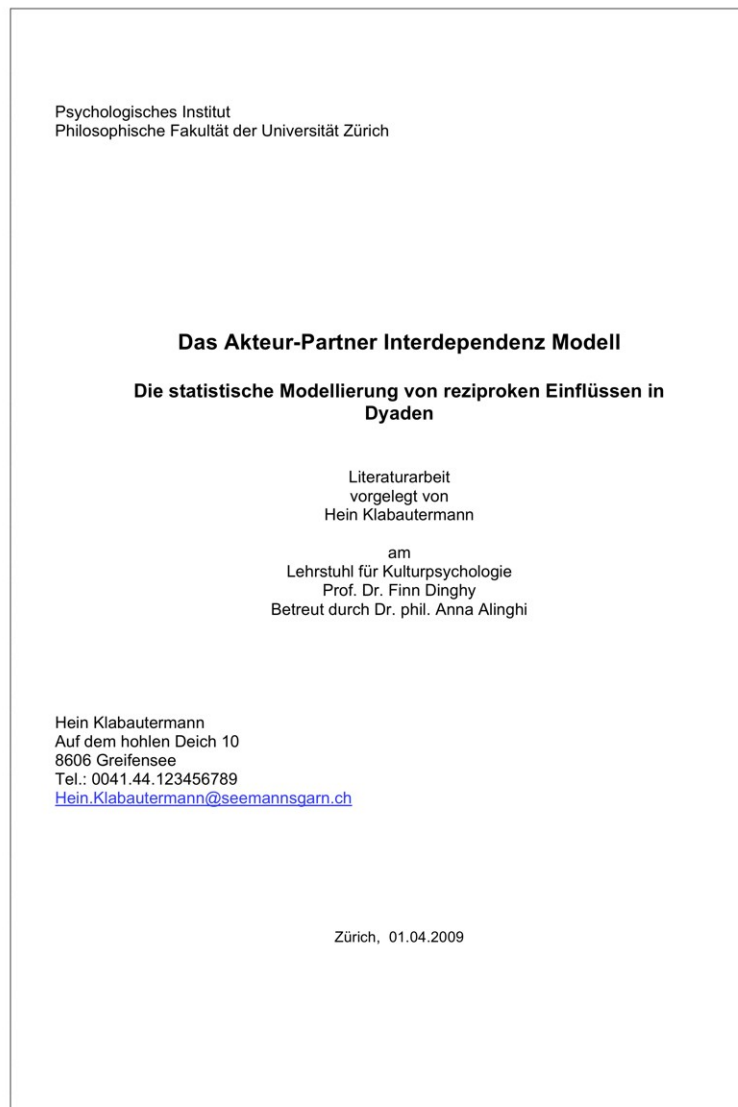 Psychologisches Institut
Philosophische Fakultät der Universität Zürich
Das Akteur-Partner Interdependenz Modell
Die statistische Modellierung von reziproken Einflüssen in
Dyaden
Literaturarbeit
vorgelegt von
Hein Klabautermann
am
Lehrstuhl für Kulturpsychologie
Prof. Dr. Finn Dinghy
Betreut durch Dr. phil. Anna Alinghi
Hein Klabautermann
Auf dem hohlen Deich 10
8606 Greifensee
Tel.: 0041.44.123456789
Hein.Klabautermann@seemannsgarn.ch
Zürich,  01.04.2009